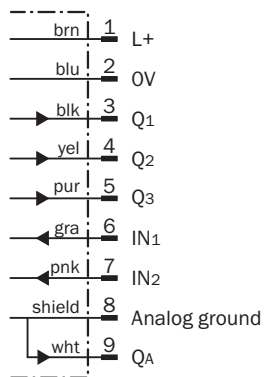 brn 1 L+
blu 2 0V
blk 3 Q1
yel 4 Q2
pur 5 Q3
gra 6 IN1
pnk 7 IN2
shield 8 Analog ground
wht 9 QA